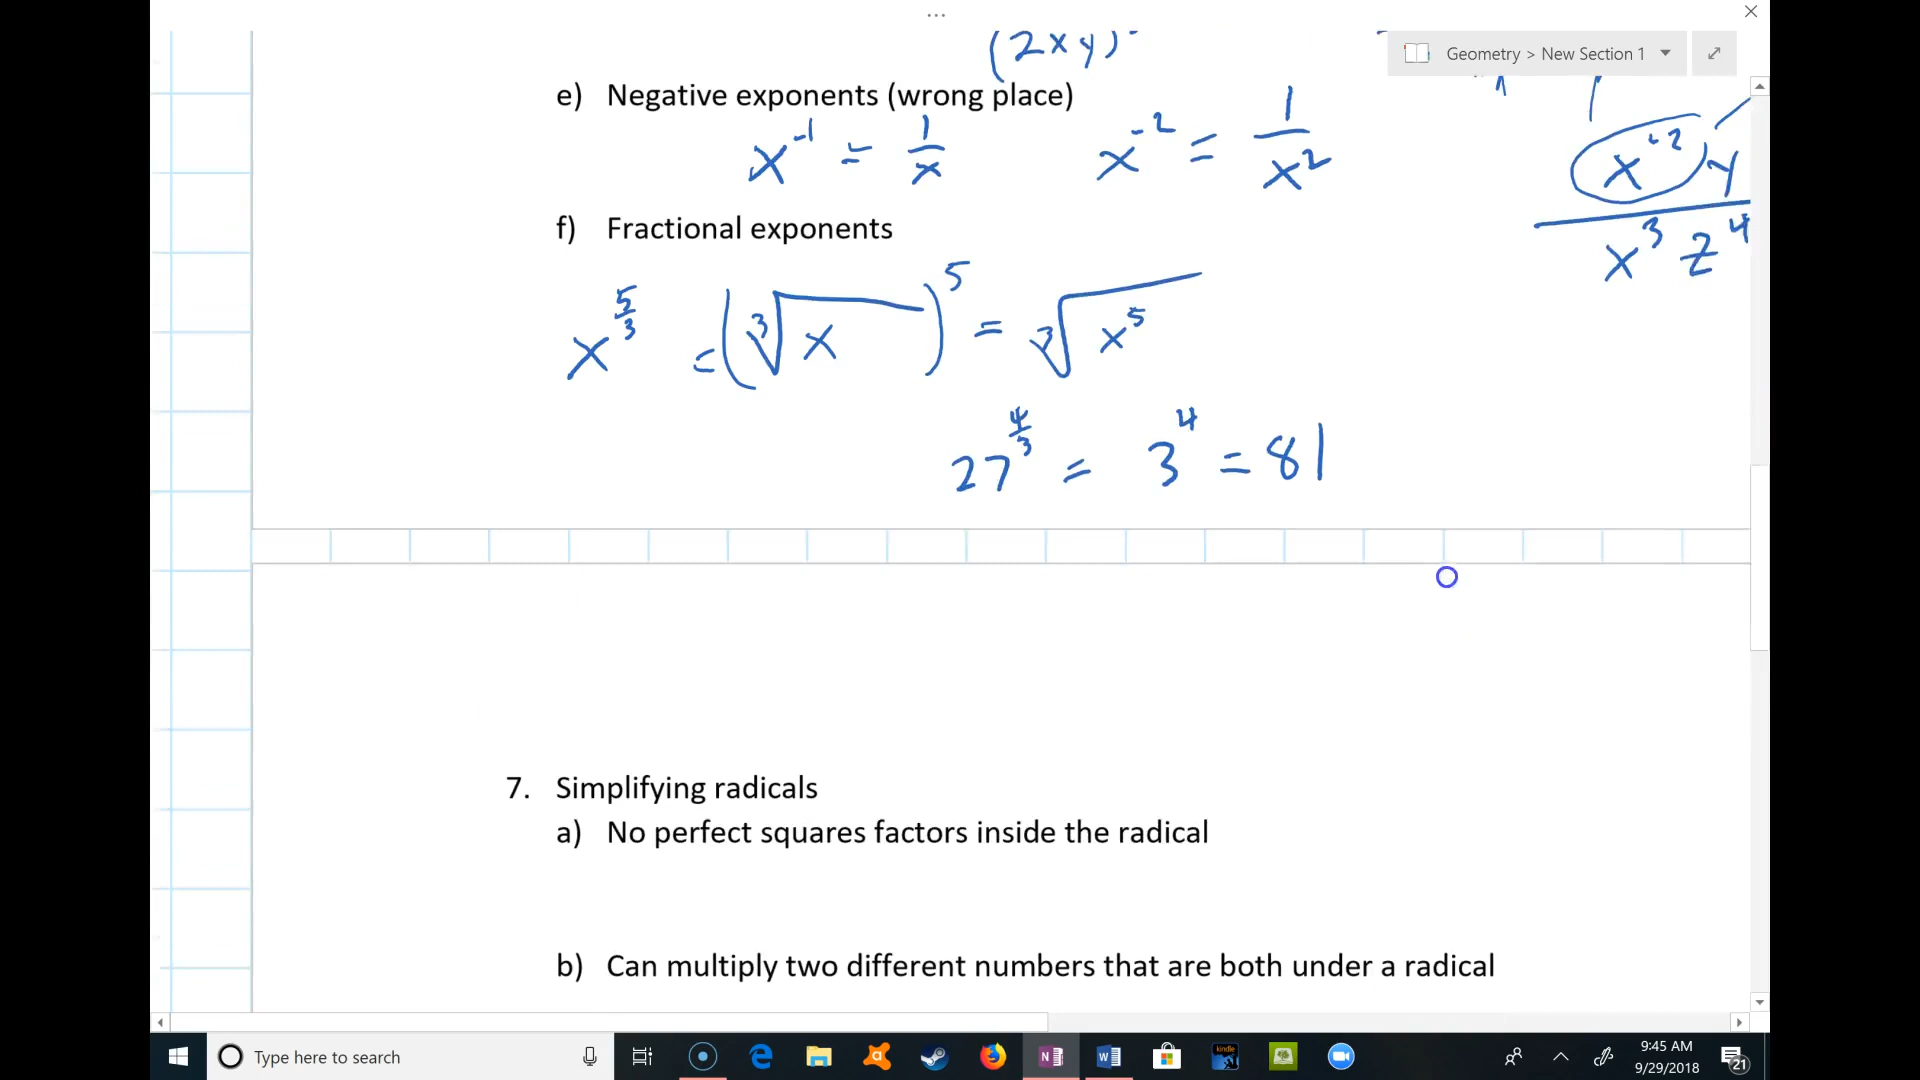 (2xy)
Geometry > New Section 1
e) Negative exponents (wrong place)
x^-1 = 1/x    x^-2 = 1/x^2
x^-2 y / x^3 z^4
f) Fractional exponents
x^5/3 = (∛x)^5 = ∛x^5
27^4/3 = 3^4 = 81
7. Simplifying radicals
a) No perfect squares factors inside the radical
b) Can multiply two different numbers that are both under a radical
Type here to search
kindle
9:45 AM
9/29/2018
21